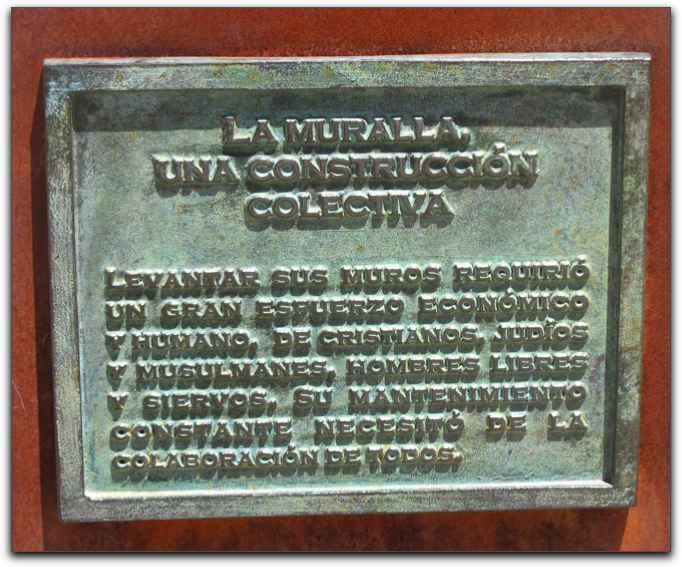 LA MURALLA,
UNA CONSTRUCCIÓN
COLECTIVA
LEVANTAR SUS MUROS REQUIRIÓ
UN GRAN ESFUERZO ECONÓMICO
Y HUMANO, DE CRISTIANOS, JUDÍOS
Y MUSULMANES, HOMBRES LIBRES
Y SIERVOS. SU MANTENIMIENTO
CONSTANTE NECESITÓ DE LA
COLABORACIÓN DE TODOS.